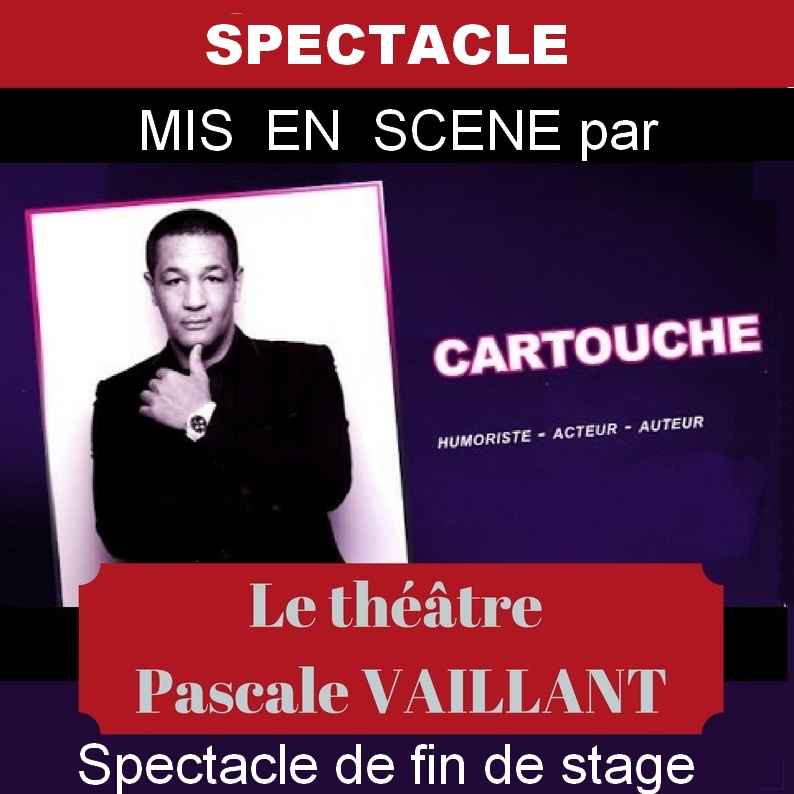 SPECTACLE
MIS EN SCENE par
CARTOUCHE
HUMORISTE - ACTEUR - AUTEUR
Le théâtre
Pascale VAILLANT
Spectacle de fin de stage